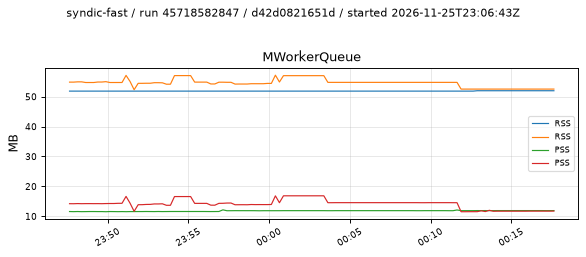 syndic-fast / run 45718582847 / d42d0821651d / started 2026-11-25T23:06:43Z
MWorkerQueue
MB
50
40
30
20
10
RSS
RSS
PSS
PSS
23:50
23:55
00:00
00:05
00:10
00:15